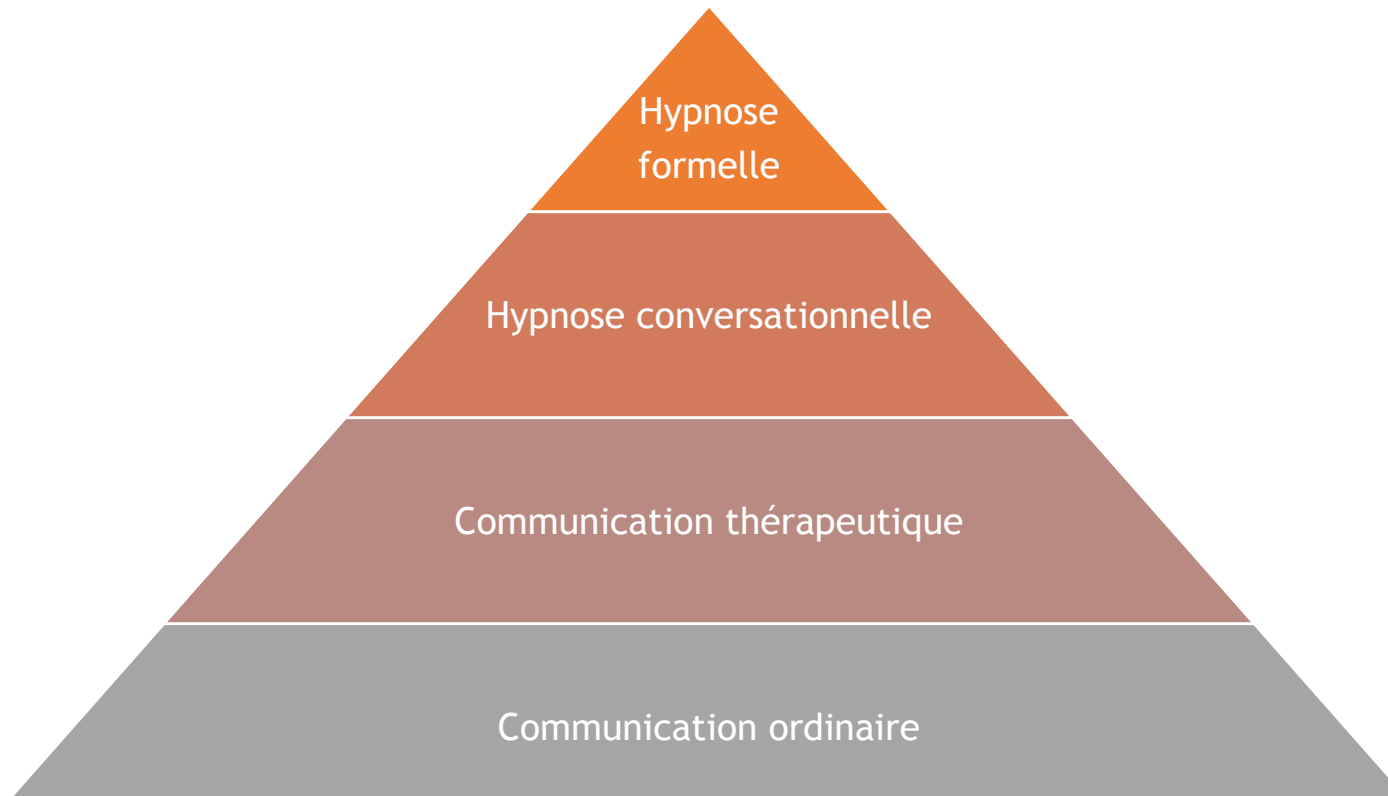 Hypnose
formelle
Hypnose conversationnelle
Communication thérapeutique
Communication ordinaire